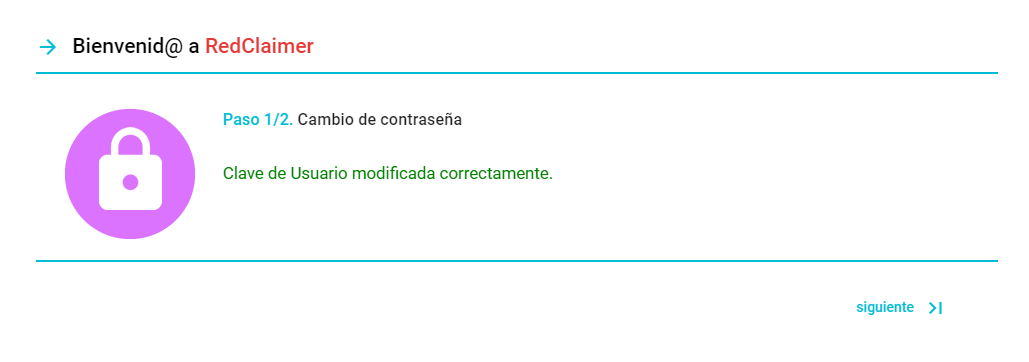 Bienvenid@ a RedClaimer
Paso 1/2. Cambio de contraseña
Clave de Usuario modificada correctamente.
siguiente